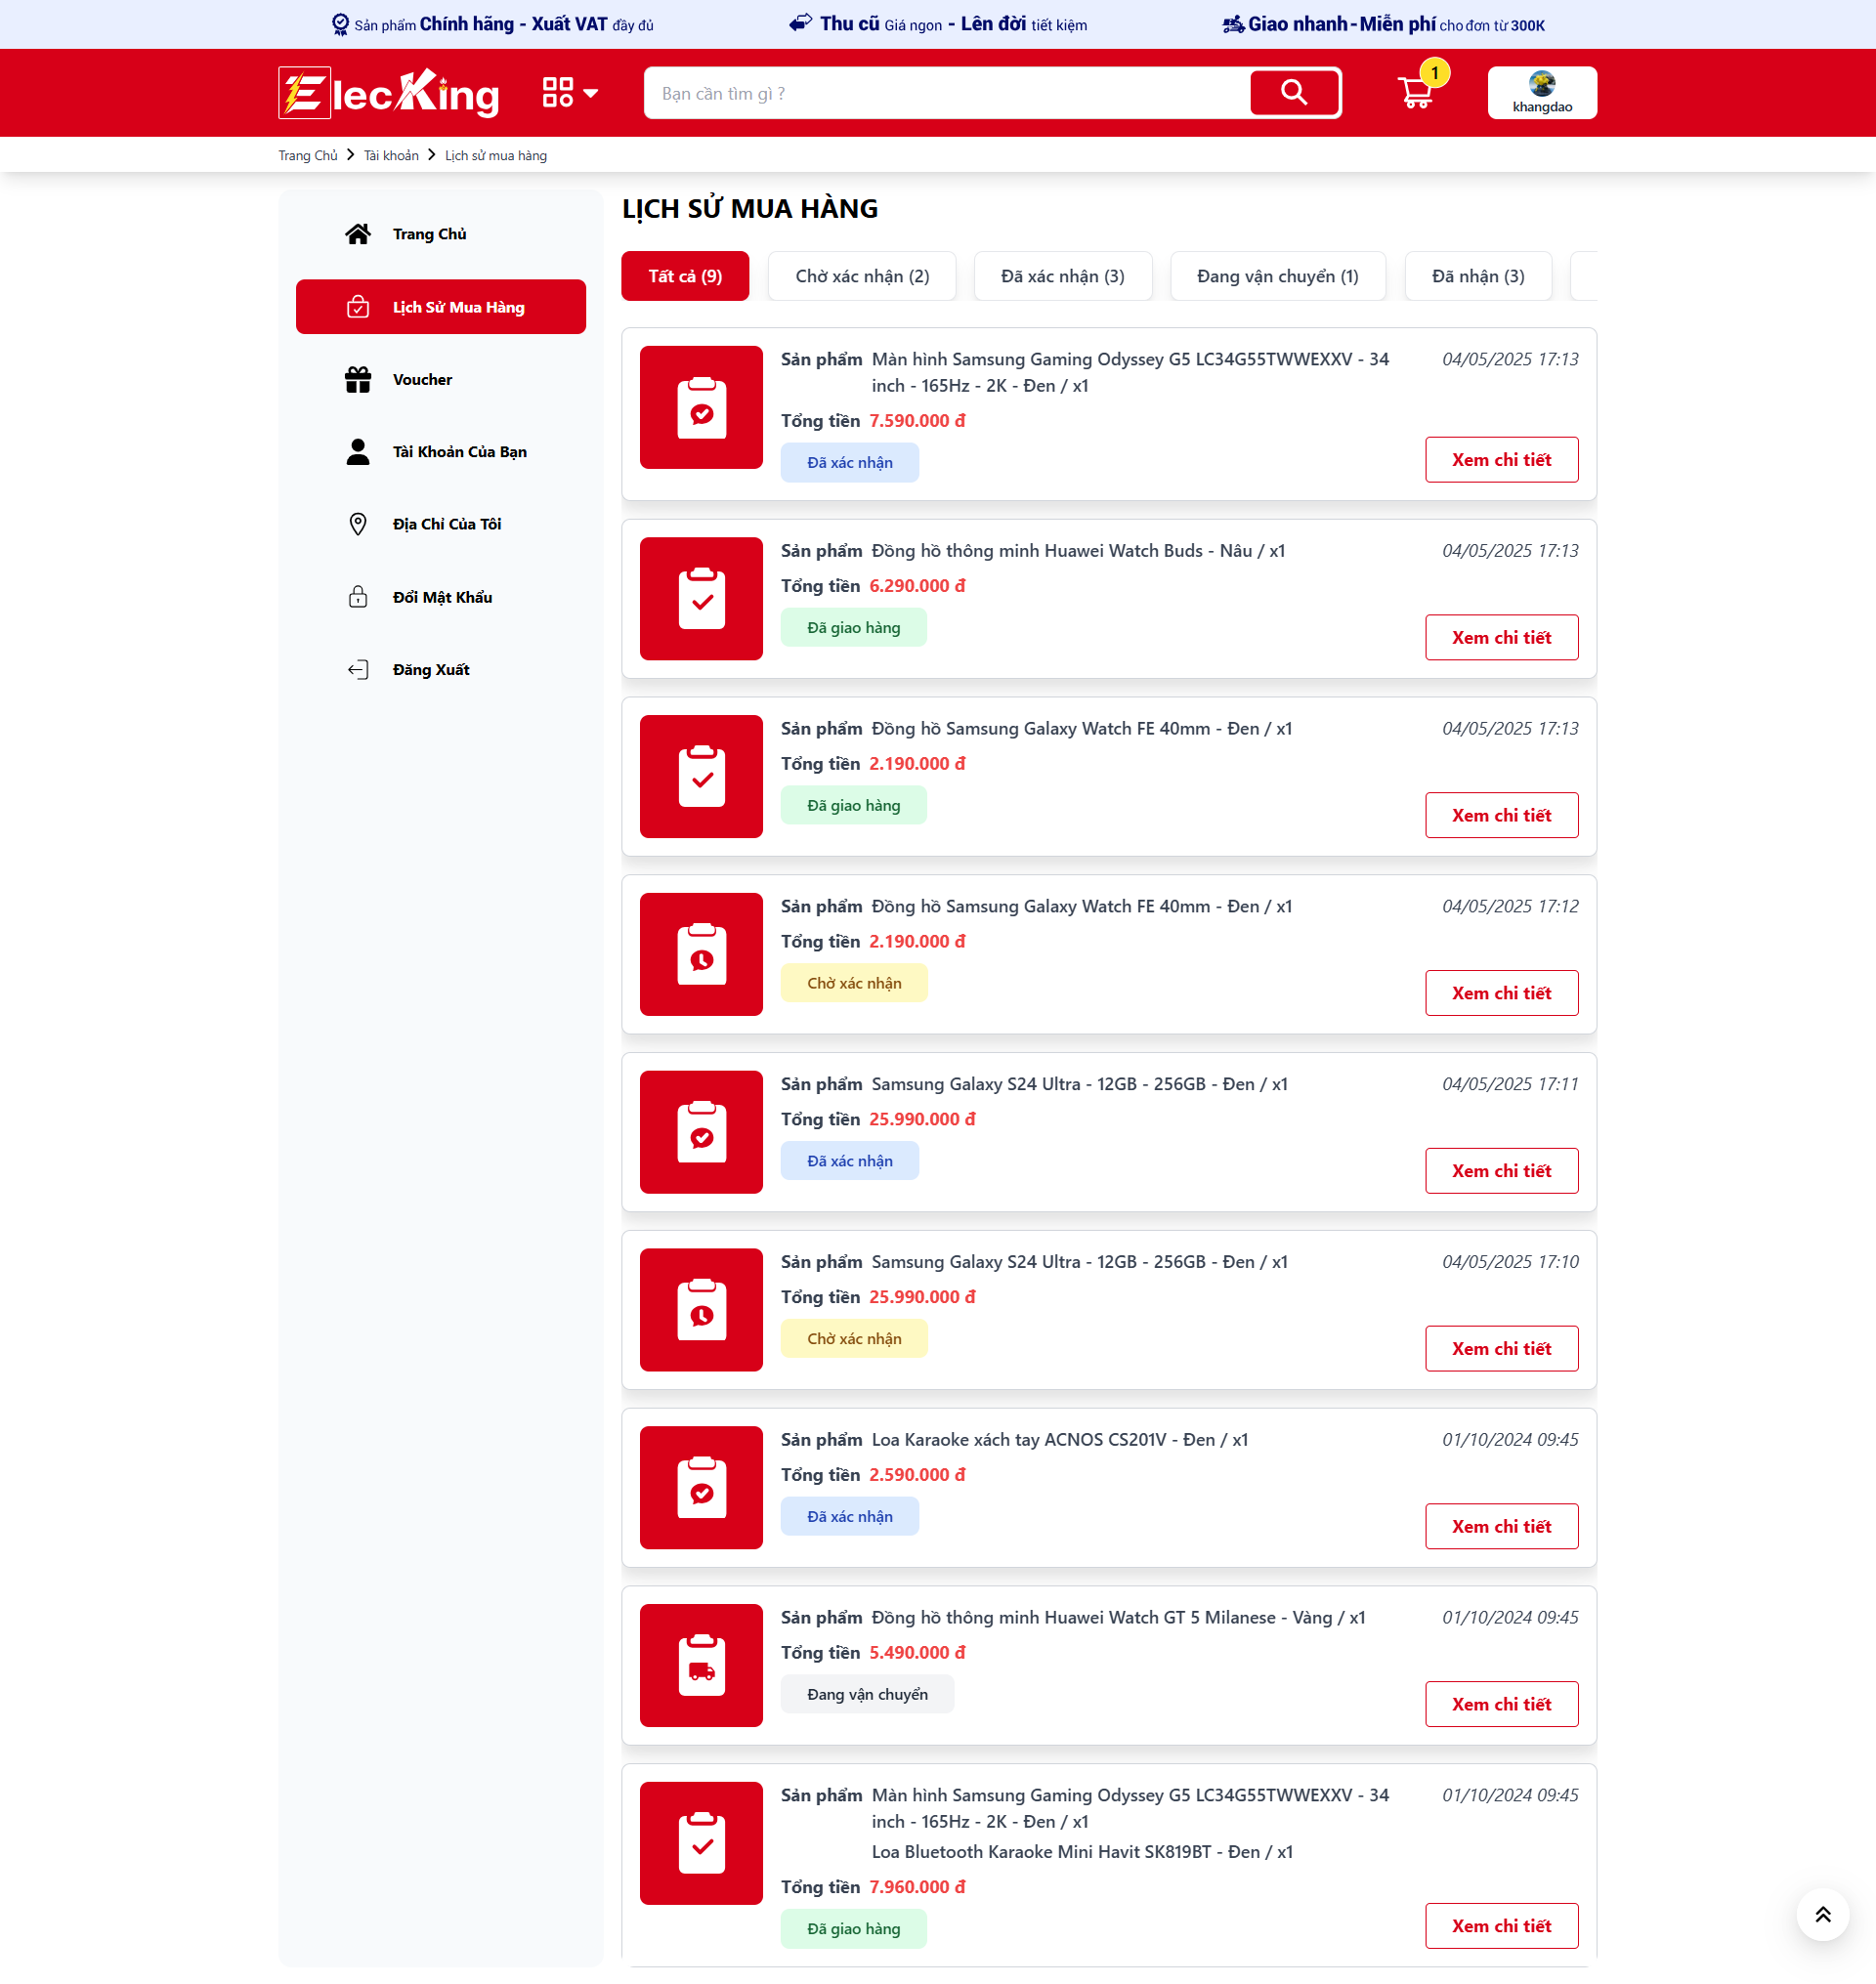 Sản phẩm Chính hãng - Xuất VAT đầy đủ
Thu cũ Giá ngon - Lên đời tiết kiệm
Giao nhanh - Miễn phí cho đơn từ 300K
ElecKing
Bạn cần tìm gì ?
1
khangdao
Trang Chủ
Tài khoản
Lịch sử mua hàng
Trang Chủ
Lịch Sử Mua Hàng
Voucher
Tài Khoản Của Bạn
Địa Chỉ Của Tôi
Đổi Mật Khẩu
Đăng Xuất
LỊCH SỬ MUA HÀNG
Tất cả (9)
Chờ xác nhận (2)
Đã xác nhận (3)
Đang vận chuyển (1)
Đã nhận (3)
Sản phẩm Màn hình Samsung Gaming Odyssey G5 LC34G55TWWEXXV - 34
inch - 165Hz - 2K - Đen / x1
04/05/2025 17:13
Tổng tiền 7.590.000 đ
Đã xác nhận
Xem chi tiết
Sản phẩm Đồng hồ thông minh Huawei Watch Buds - Nâu / x1
04/05/2025 17:13
Tổng tiền 6.290.000 đ
Đã giao hàng
Xem chi tiết
Sản phẩm Đồng hồ Samsung Galaxy Watch FE 40mm - Đen / x1
04/05/2025 17:13
Tổng tiền 2.190.000 đ
Đã giao hàng
Xem chi tiết
Sản phẩm Đồng hồ Samsung Galaxy Watch FE 40mm - Đen / x1
04/05/2025 17:12
Tổng tiền 2.190.000 đ
Chờ xác nhận
Xem chi tiết
Sản phẩm Samsung Galaxy S24 Ultra - 12GB - 256GB - Đen / x1
04/05/2025 17:11
Tổng tiền 25.990.000 đ
Đã xác nhận
Xem chi tiết
Sản phẩm Samsung Galaxy S24 Ultra - 12GB - 256GB - Đen / x1
04/05/2025 17:10
Tổng tiền 25.990.000 đ
Chờ xác nhận
Xem chi tiết
Sản phẩm Loa Karaoke xách tay ACNOS CS201V - Đen / x1
01/10/2024 09:45
Tổng tiền 2.590.000 đ
Đã xác nhận
Xem chi tiết
Sản phẩm Đồng hồ thông minh Huawei Watch GT 5 Milanese - Vàng / x1
01/10/2024 09:45
Tổng tiền 5.490.000 đ
Đang vận chuyển
Xem chi tiết
Sản phẩm Màn hình Samsung Gaming Odyssey G5 LC34G55TWWEXXV - 34
inch - 165Hz - 2K - Đen / x1
01/10/2024 09:45
Loa Bluetooth Karaoke Mini Havit SK819BT - Đen / x1
Tổng tiền 7.960.000 đ
Đã giao hàng
Xem chi tiết